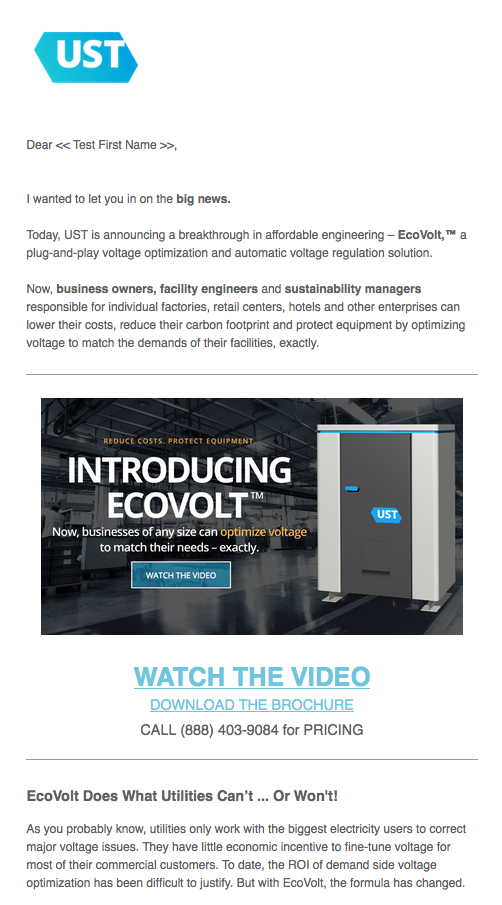 UST
Dear << Test First Name >>,
I wanted to let you in on the big news.
Today, UST is announcing a breakthrough in affordable engineering – EcoVolt,™ a
plug-and-play voltage optimization and automatic voltage regulation solution.
Now, business owners, facility engineers and sustainability managers
responsible for individual factories, retail centers, hotels and other enterprises can
lower their costs, reduce their carbon footprint and protect equipment by optimizing
voltage to match the demands of their facilities, exactly.
REDUCE COSTS. PROTECT EQUIPMENT.
INTRODUCING
ECOVOLT™
Now, businesses of any size can optimize voltage
to match their needs – exactly.
WATCH THE VIDEO
UST
WATCH THE VIDEO
DOWNLOAD THE BROCHURE
CALL (888) 403-9084 for PRICING
EcoVolt Does What Utilities Can't ... Or Won't!
As you probably know, utilities only work with the biggest electricity users to correct
major voltage issues. They have little economic incentive to fine-tune voltage for
most of their commercial customers. To date, the ROI of demand side voltage
optimization has been difficult to justify. But with EcoVolt, the formula has changed.